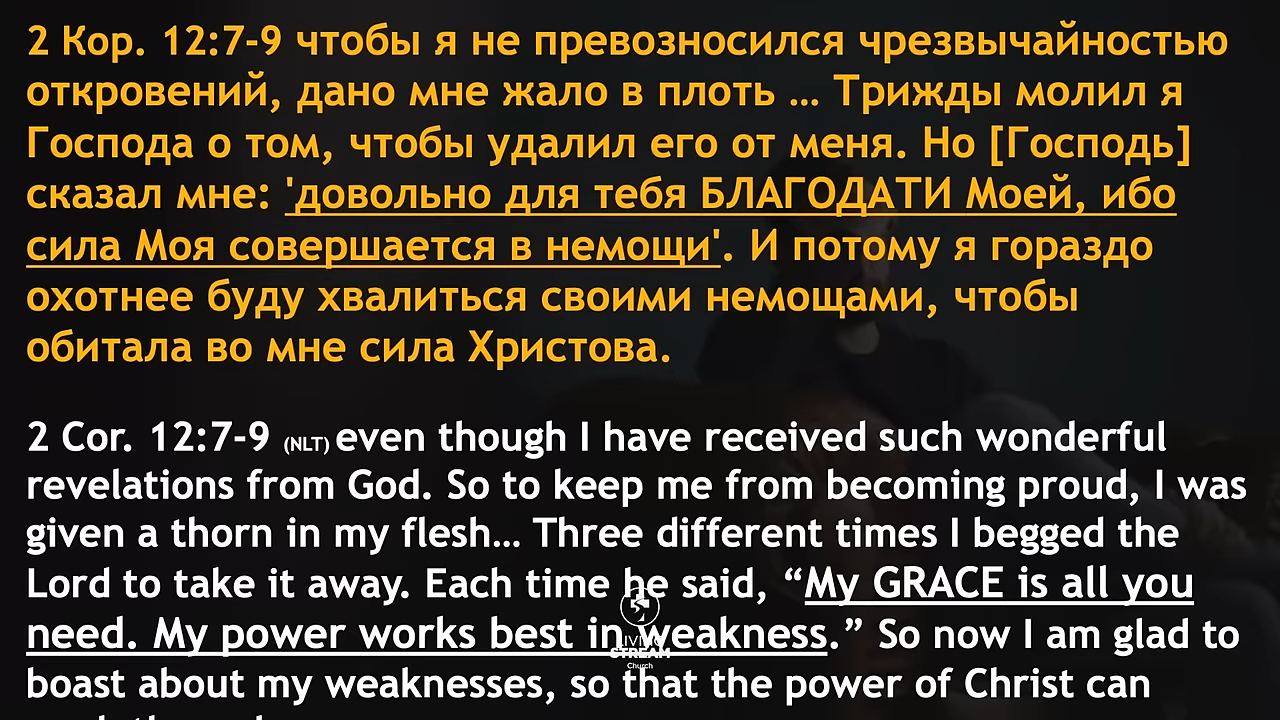 2 Кор. 12:7-9 чтобы я не превозносился чрезвычайностью
откровений, дано мне жало в плоть ... Трижды молил я
Господа о том, чтобы удалил его от меня. Но [Господь]
сказал мне: 'довольно для тебя БЛАГОДАТИ Моей, ибо
сила Моя совершается в немощи'. И потому я гораздо
охотнее буду хвалиться своими немощами, чтобы
обитала во мне сила Христова.
2 Cor. 12:7-9 (NLT) even though I have received such wonderful
revelations from God. So to keep me from becoming proud, I was
given a thorn in my flesh… Three different times I begged the
Lord to take it away. Each time he said, “My GRACE is all you
need. My power works best in weakness.” So now I am glad to
boast about my weaknesses, so that the power of Christ can
LIVING
STREAM
Church